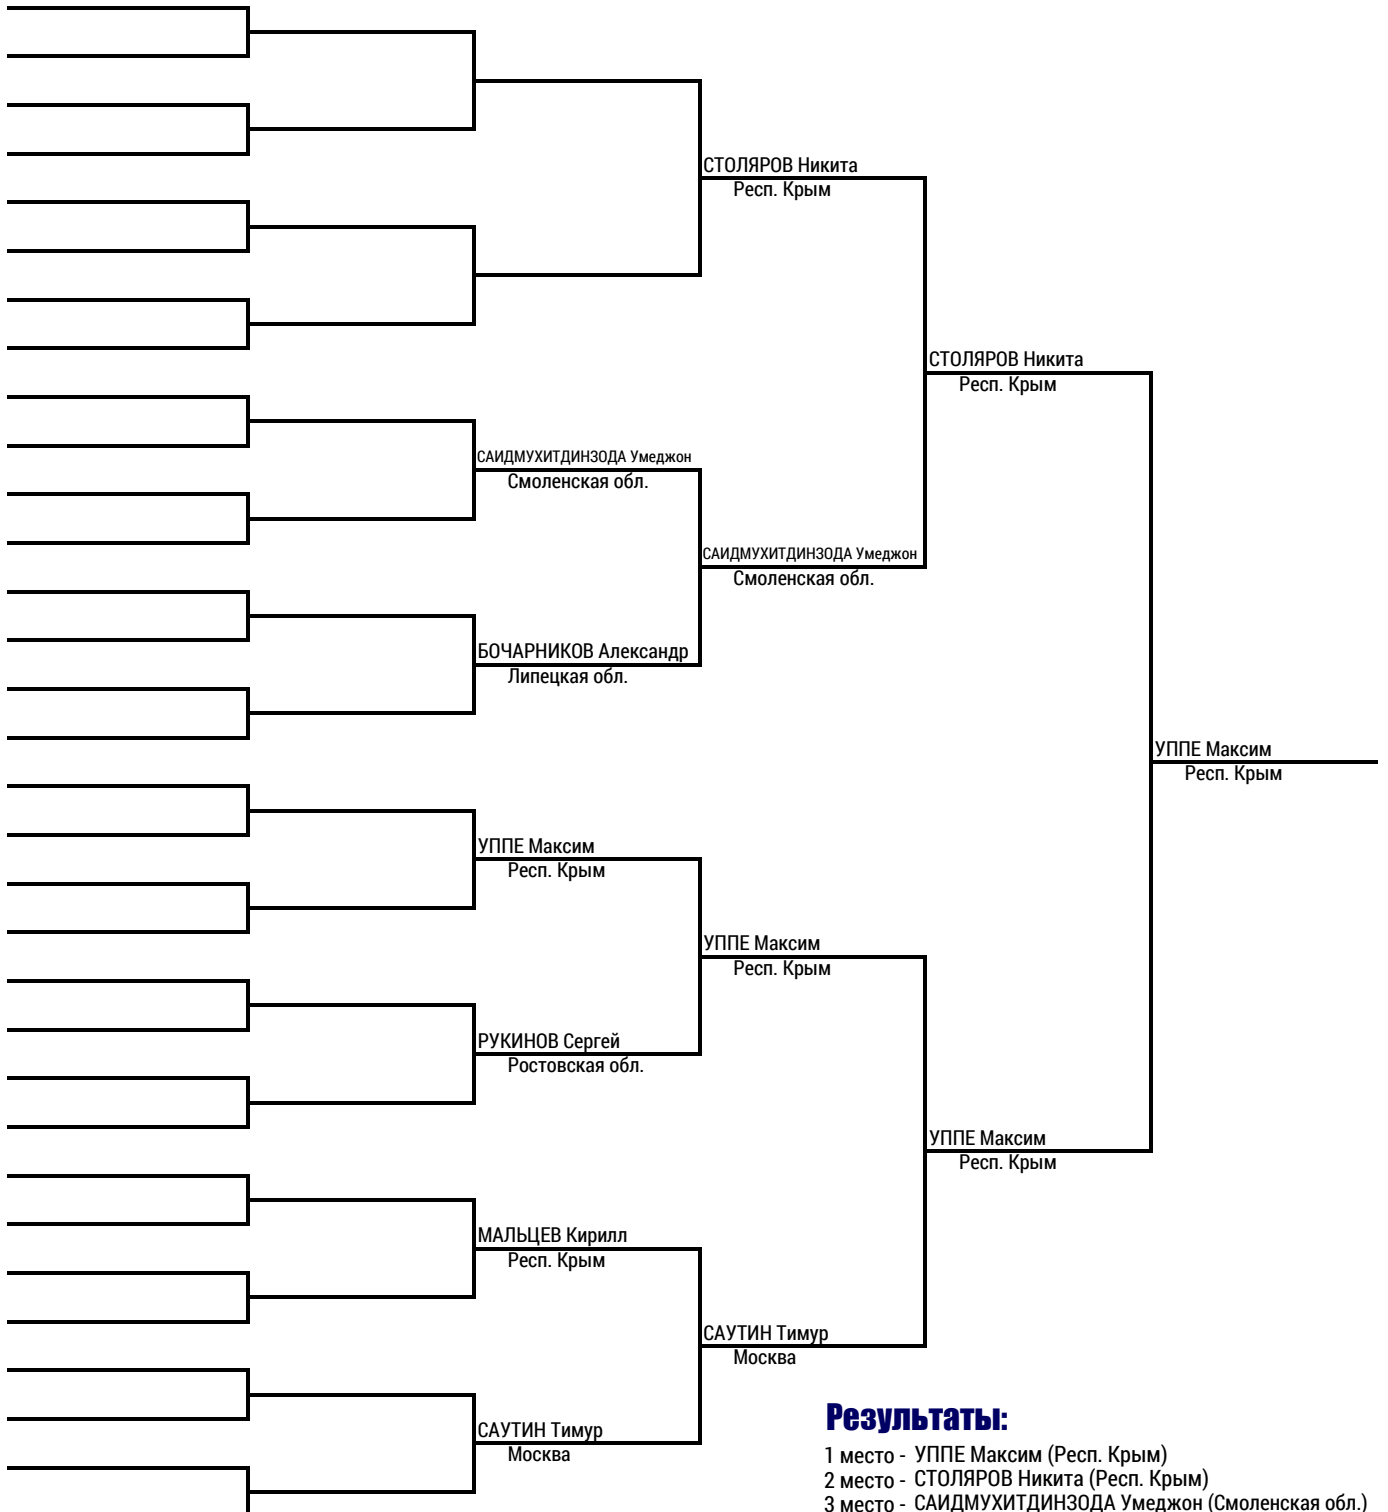 СТОЛЯРОВ Никита
Респ. Крым
СТОЛЯРОВ Никита
Респ. Крым
САИДМУХИТДИНЗОДА Умеджон
Смоленская обл.
САИДМУХИТДИНЗОДА Умеджон
Смоленская обл.
БОЧАРНИКОВ Александр
Липецкая обл.
УППЕ Максим
Респ. Крым
УППЕ Максим
Респ. Крым
УППЕ Максим
Респ. Крым
РУКИНОВ Сергей
Ростовская обл.
УППЕ Максим
Респ. Крым
МАЛЬЦЕВ Кирилл
Респ. Крым
САУТИН Тимур
Москва
САУТИН Тимур
Москва
Результаты:
1 место - УППЕ Максим (Респ. Крым)
2 место - СТОЛЯРОВ Никита (Респ. Крым)
3 место - САИДМУХИТДИНЗОДА Умеджон (Смоленская обл.)